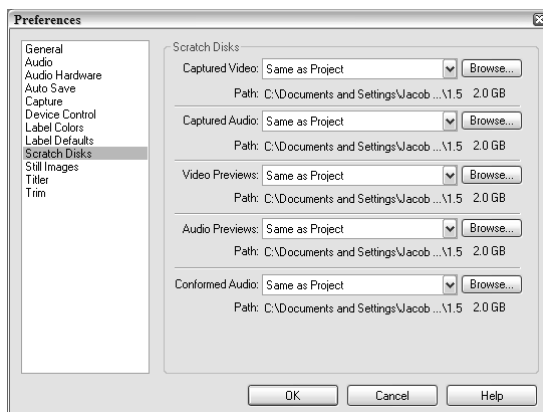 Preferences
General
Audio
Audio Hardware
Auto Save
Capture
Device Control
Label Colors
Label Defaults
Scratch Disks
Still Images
Titler
Trim
Scratch Disks
Captured Video: Same as Project Browse...
Path: C:\Documents and Settings\Jacob ...\1.5 2.0 GB
Captured Audio: Same as Project Browse...
Path: C:\Documents and Settings\Jacob ...\1.5 2.0 GB
Video Previews: Same as Project Browse...
Path: C:\Documents and Settings\Jacob ...\1.5 2.0 GB
Audio Previews: Same as Project Browse...
Path: C:\Documents and Settings\Jacob ...\1.5 2.0 GB
Conformed Audio: Same as Project Browse...
Path: C:\Documents and Settings\Jacob ...\1.5 2.0 GB
OK Cancel Help